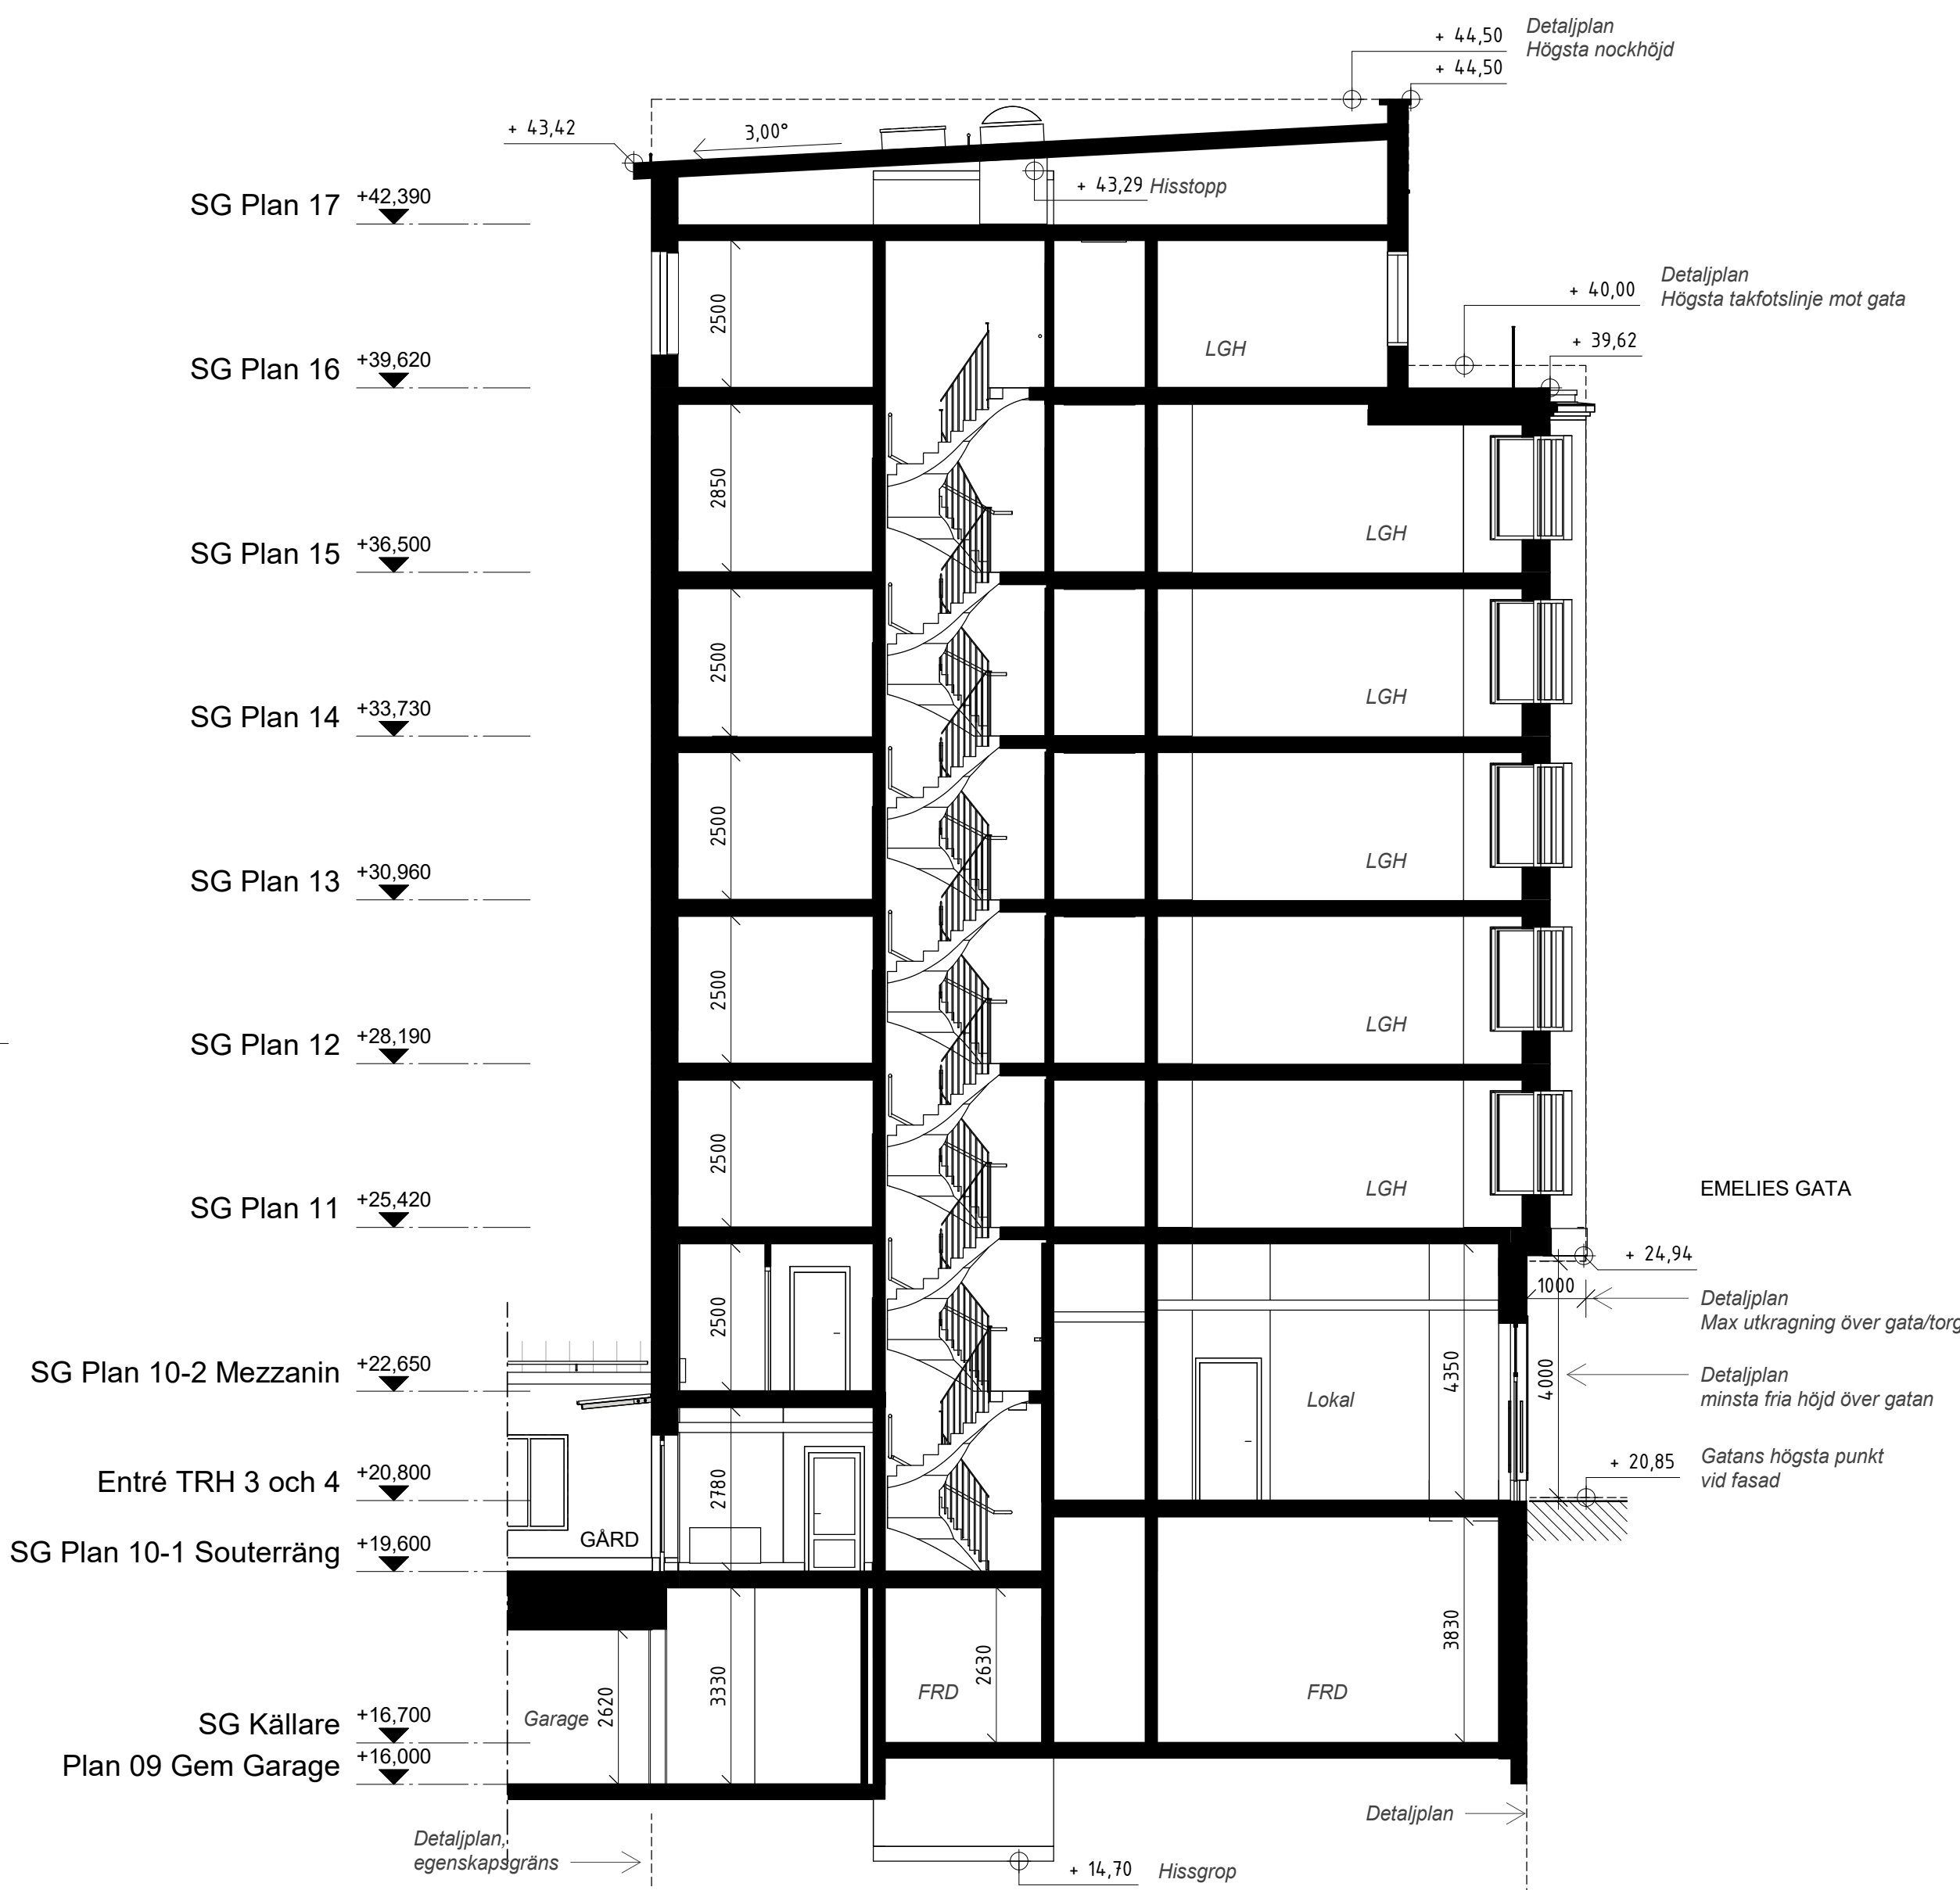 + 44,50
Detaljplan
Högsta nockhöjd
+ 44,50
+ 43,42
3,00°
SG Plan 17
+42,390
+ 43,29
Hisstopp
Detaljplan
Högsta takfotslinje mot gata
+ 40,00
+ 39,62
2500
LGH
SG Plan 16
+39,620
2850
LGH
SG Plan 15
+36,500
2500
LGH
SG Plan 14
+33,730
2500
LGH
SG Plan 13
+30,960
2500
LGH
SG Plan 12
+28,190
2500
LGH
EMELIES GATA
SG Plan 11
+25,420
+ 24,94
1000
Detaljplan
Max utkragning över gata/torg
2500
SG Plan 10-2 Mezzanin
+22,650
4350
4000
Detaljplan
minsta fria höjd över gatan
Lokal
Entré TRH 3 och 4
+20,800
2780
+ 20,85
Gatans högsta punkt
vid fasad
GÅRD
SG Plan 10-1 Souterräng
+19,600
2620
3330
2630
3830
Garage
FRD
FRD
SG Källare
+16,700
Plan 09 Gem Garage
+16,000
Detaljplan
Detaljplan,
egenskapsgräns
+ 14,70
Hissgrop